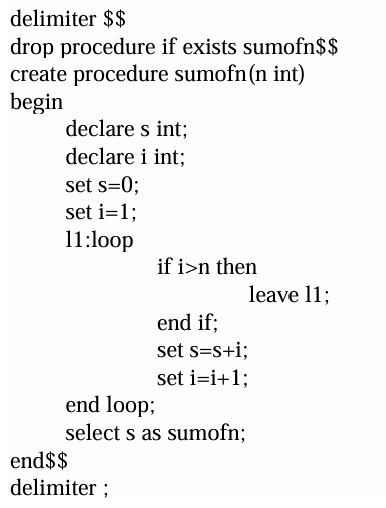 delimiter $$
drop procedure if exists sumofn$$
create procedure sumofn(n int)
begin
declare s int;
declare i int;
set s=0;
set i=1;
l1:loop
if i>n then
leave l1;
end if;
set s=s+i;
set i=i+1;
end loop;
select s as sumofn;
end$$
delimiter ;